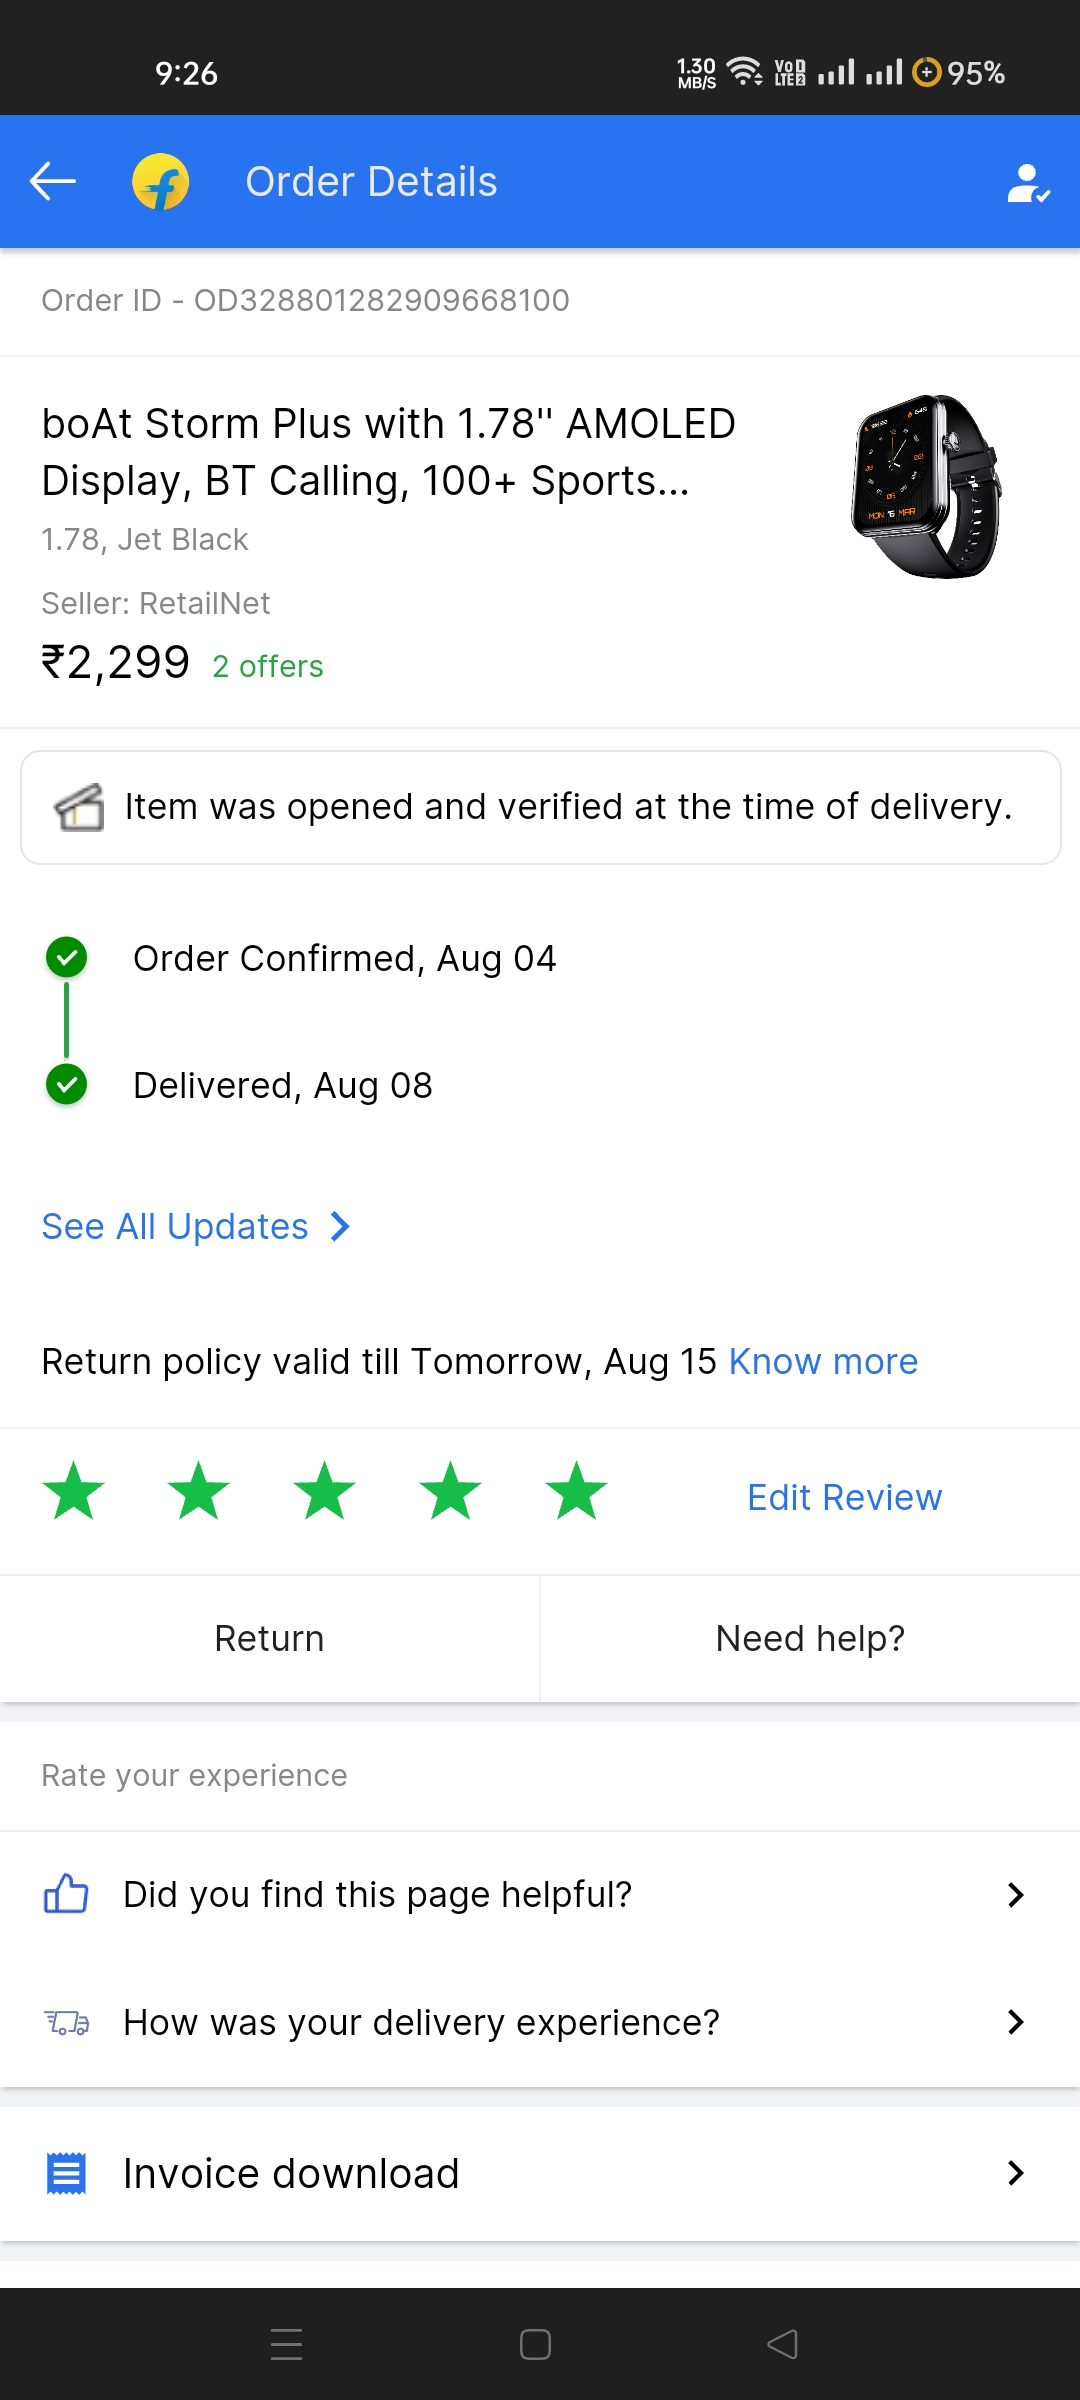 9:26
1.30 MB/S VoD LTE2 95%
Order Details
Order ID - OD328801282909668100
boAt Storm Plus with 1.78" AMOLED
Display, BT Calling, 100+ Sports...
1.78, Jet Black
Seller: RetailNet
₹2,299 2 offers
Item was opened and verified at the time of delivery.
Order Confirmed, Aug 04
Delivered, Aug 08
See All Updates
Return policy valid till Tomorrow, Aug 15 Know more
Edit Review
Return
Need help?
Rate your experience
Did you find this page helpful?
How was your delivery experience?
Invoice download